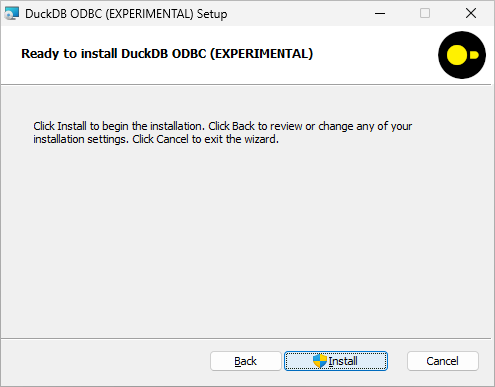 DuckDB ODBC (EXPERIMENTAL) Setup
Ready to install DuckDB ODBC (EXPERIMENTAL)
Click Install to begin the installation. Click Back to review or change any of your
installation settings. Click Cancel to exit the wizard.
Back Install Cancel